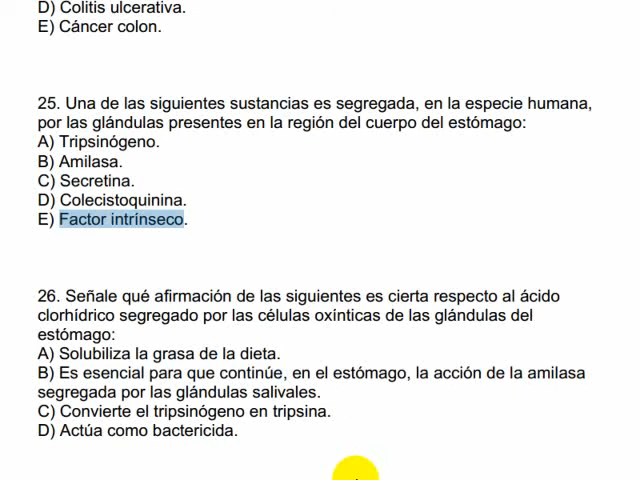 D) Colitis ulcerativa.
E) Cáncer colon.
25. Una de las siguientes sustancias es segregada, en la especie humana,
por las glándulas presentes en la región del cuerpo del estómago:
A) Tripsinógeno.
B) Amilasa.
C) Secretina.
D) Colecistoquinina.
E) Factor intrínseco.
26. Señale qué afirmación de las siguientes es cierta respecto al ácido
clorhídrico segregado por las células oxínticas de las glándulas del
estómago:
A) Solubiliza la grasa de la dieta.
B) Es esencial para que continúe, en el estómago, la acción de la amilasa
segregada por las glándulas salivales.
C) Convierte el tripsinógeno en tripsina.
D) Actúa como bactericida.